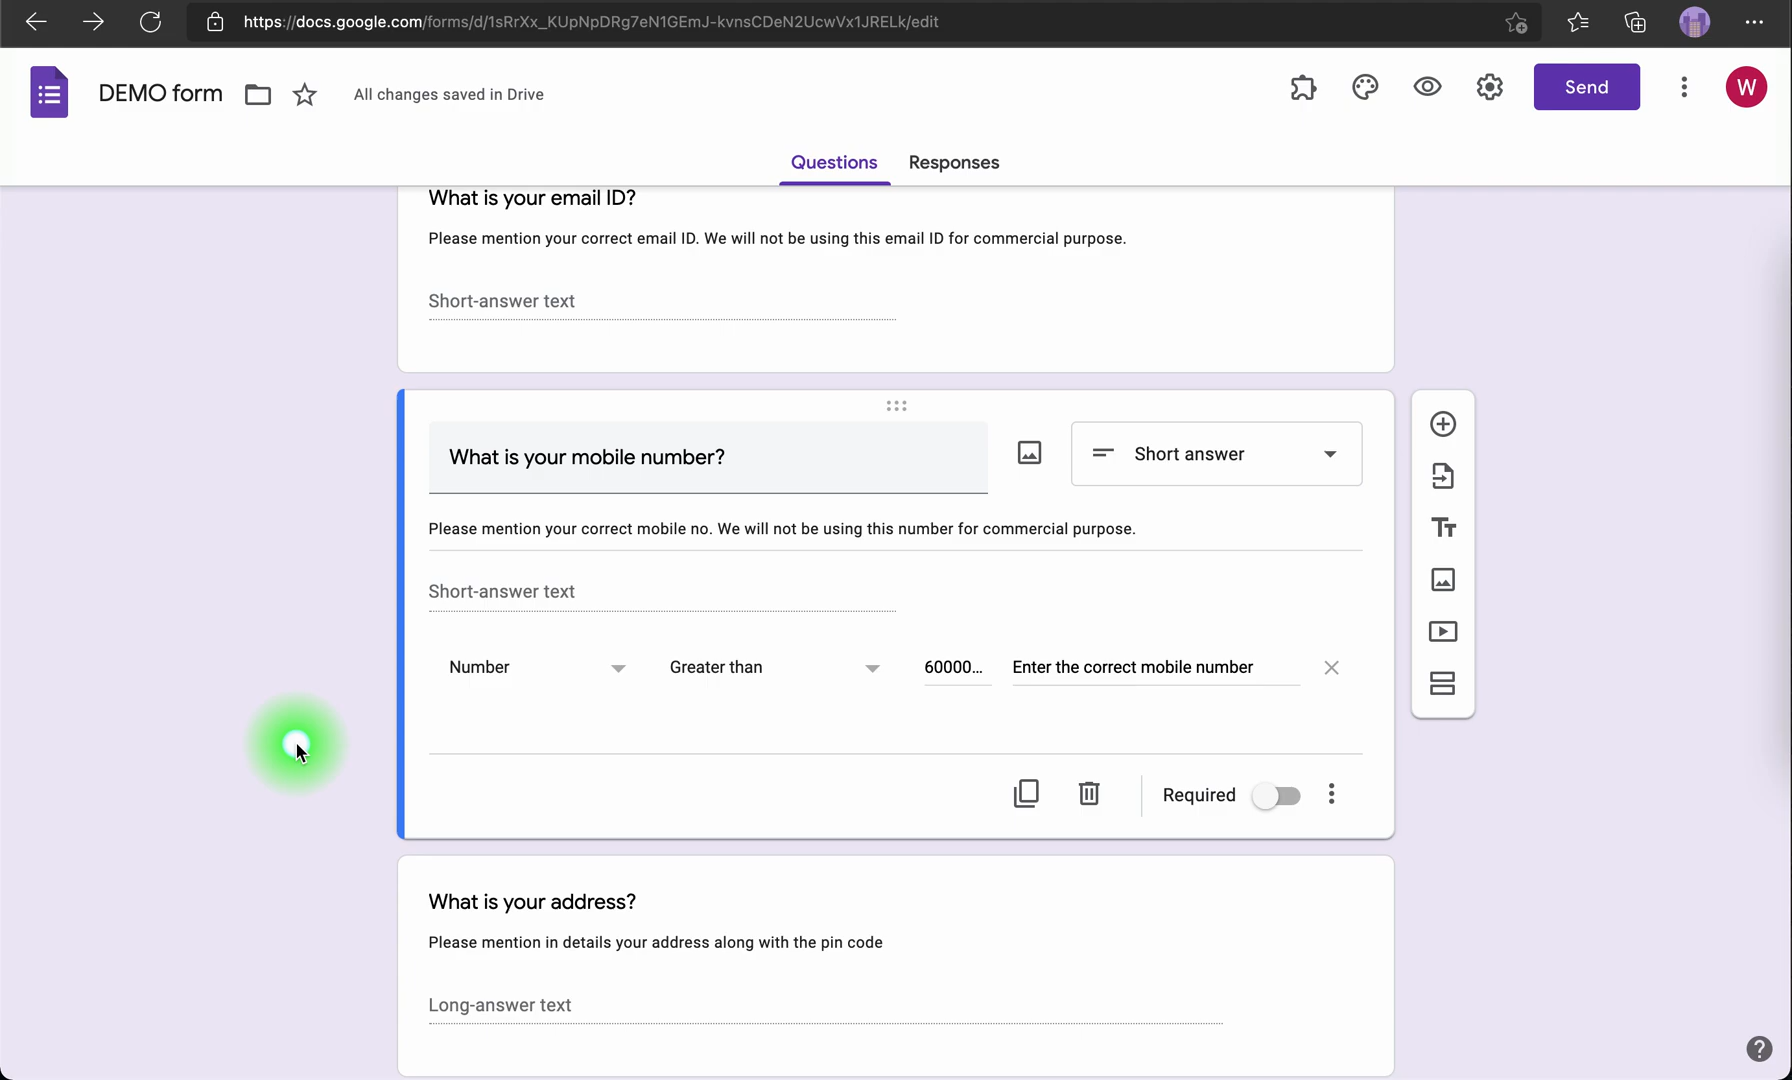 https://docs.google.com/forms/d/1sRrXx_KUpNpDRg7eN1GEmJ-kvnsCDeN2UcwVx1JRELk/edit
DEMO form
All changes saved in Drive
Send
W
Questions
Responses
What is your email ID?
Please mention your correct email ID. We will not be using this email ID for commercial purpose.
Short-answer text
What is your mobile number?
Short answer
Please mention your correct mobile no. We will not be using this number for commercial purpose.
Short-answer text
Number
Greater than
60000...
Enter the correct mobile number
Required
What is your address?
Please mention in details your address along with the pin code
Long-answer text